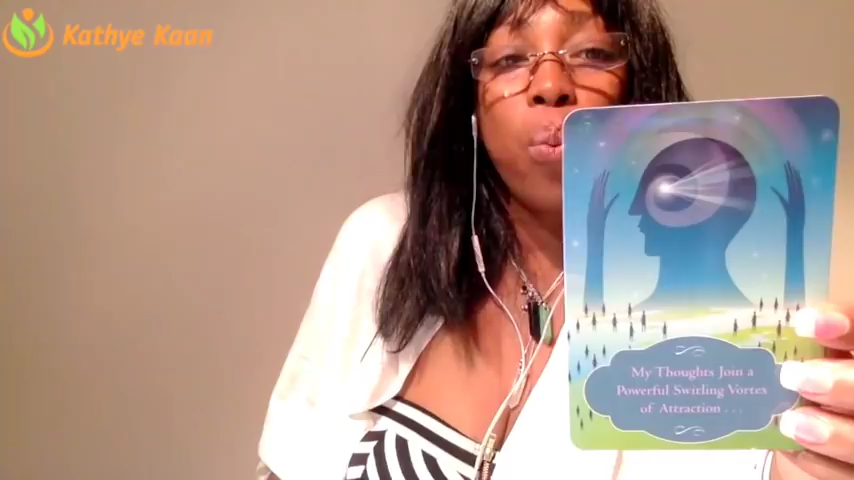 Kathye Kaan
My Thoughts Join a
Powerful Swirling Vortex
of Attraction . . .